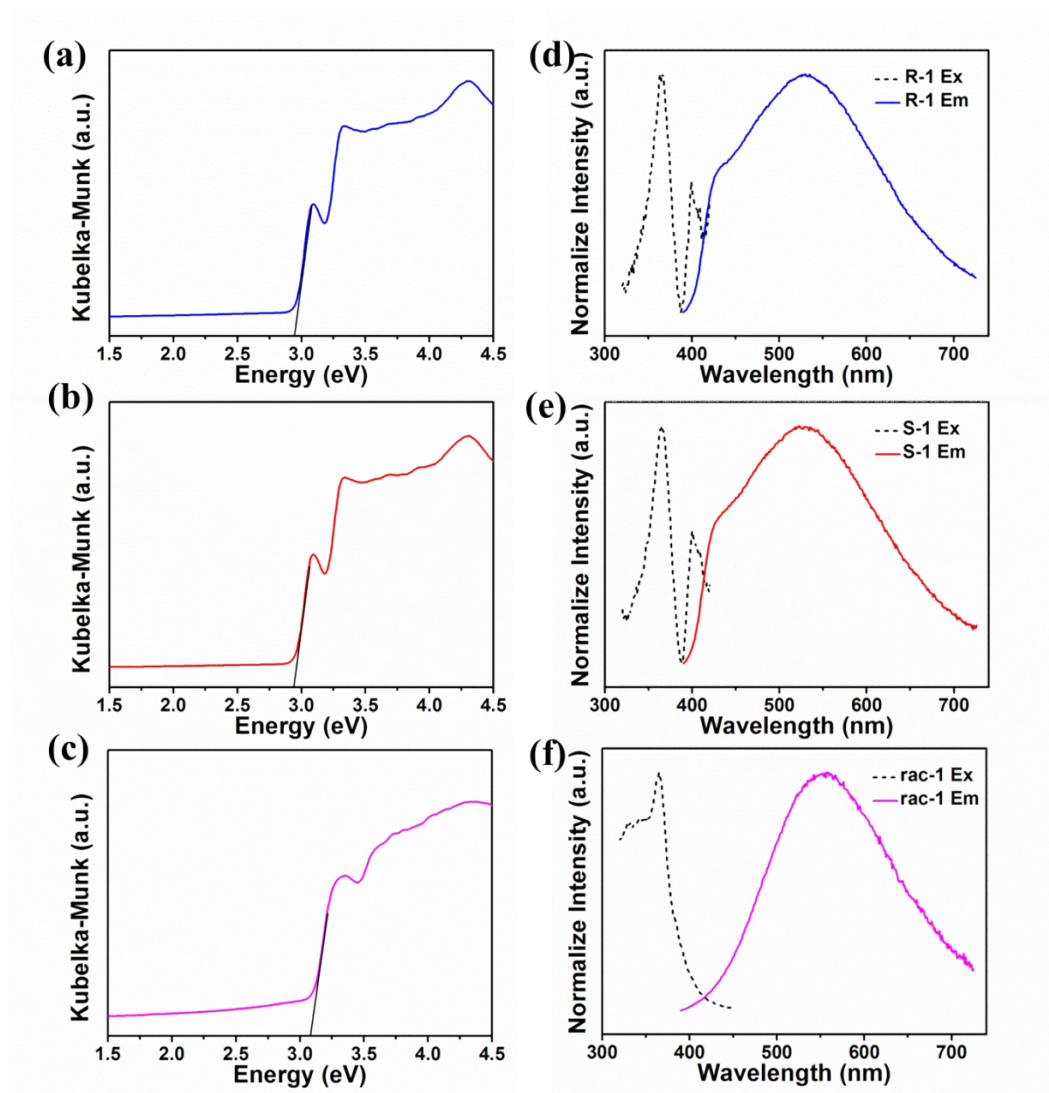 (a)
Kubelka-Munk (a.u.)
1.5 2.0 2.5 3.0 3.5 4.0 4.5
Energy (eV)
(d)
Normalize Intensity (a.u.)
R-1 Ex
R-1 Em
300 400 500 600 700
Wavelength (nm)
(b)
Kubelka-Munk (a.u.)
1.5 2.0 2.5 3.0 3.5 4.0 4.5
Energy (eV)
(e)
Normalize Intensity (a.u.)
S-1 Ex
S-1 Em
300 400 500 600 700
Wavelength (nm)
(c)
Kubelka-Munk (a.u.)
1.5 2.0 2.5 3.0 3.5 4.0 4.5
Energy (eV)
(f)
Normalize Intensity (a.u.)
rac-1 Ex
rac-1 Em
300 400 500 600 700
Wavelength (nm)